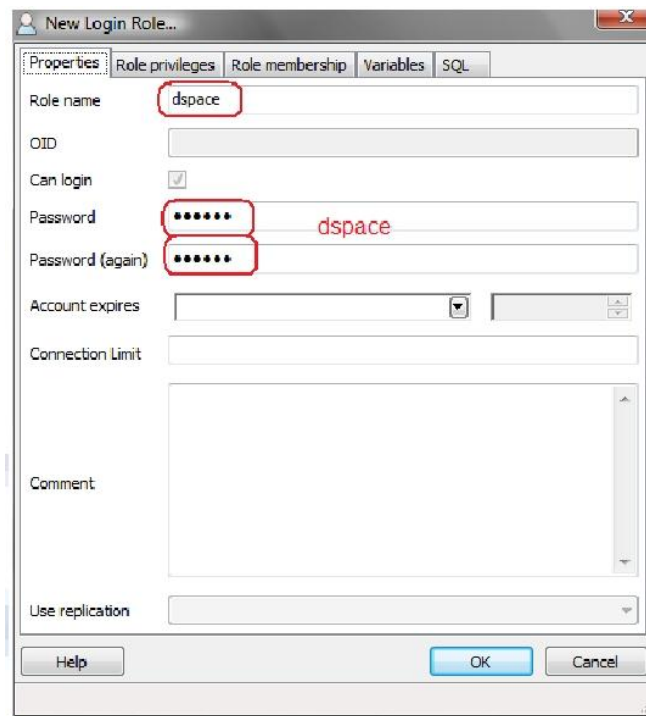 New Login Role...
Properties Role privileges Role membership Variables SQL
Role name dspace
OID
Can login
Password ●●●●●● dspace
Password (again) ●●●●●●
Account expires
Connection Limit
Comment
Use replication
Help OK Cancel